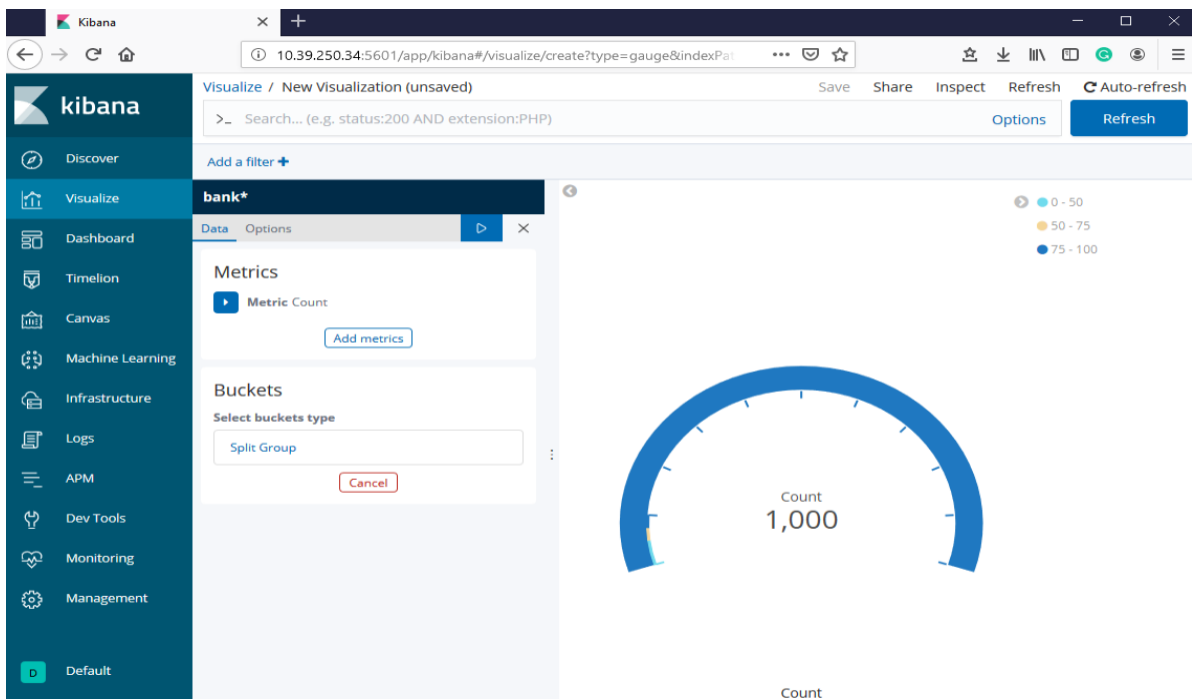 Kibana
10.39.250.34:5601/app/kibana#/visualize/create?type=gauge&indexPat
kibana
Discover
Visualize
Dashboard
Timelion
Canvas
Machine Learning
Infrastructure
Logs
APM
Dev Tools
Monitoring
Management
D Default
Visualize / New Visualization (unsaved)
Save Share Inspect Refresh Auto-refresh
>_ Search... (e.g. status:200 AND extension:PHP) Options Refresh
Add a filter +
bank*
Data Options
Metrics
Metric Count
Add metrics
Buckets
Select buckets type
Split Group
Cancel
0 - 50
50 - 75
75 - 100
Count
1,000
Count